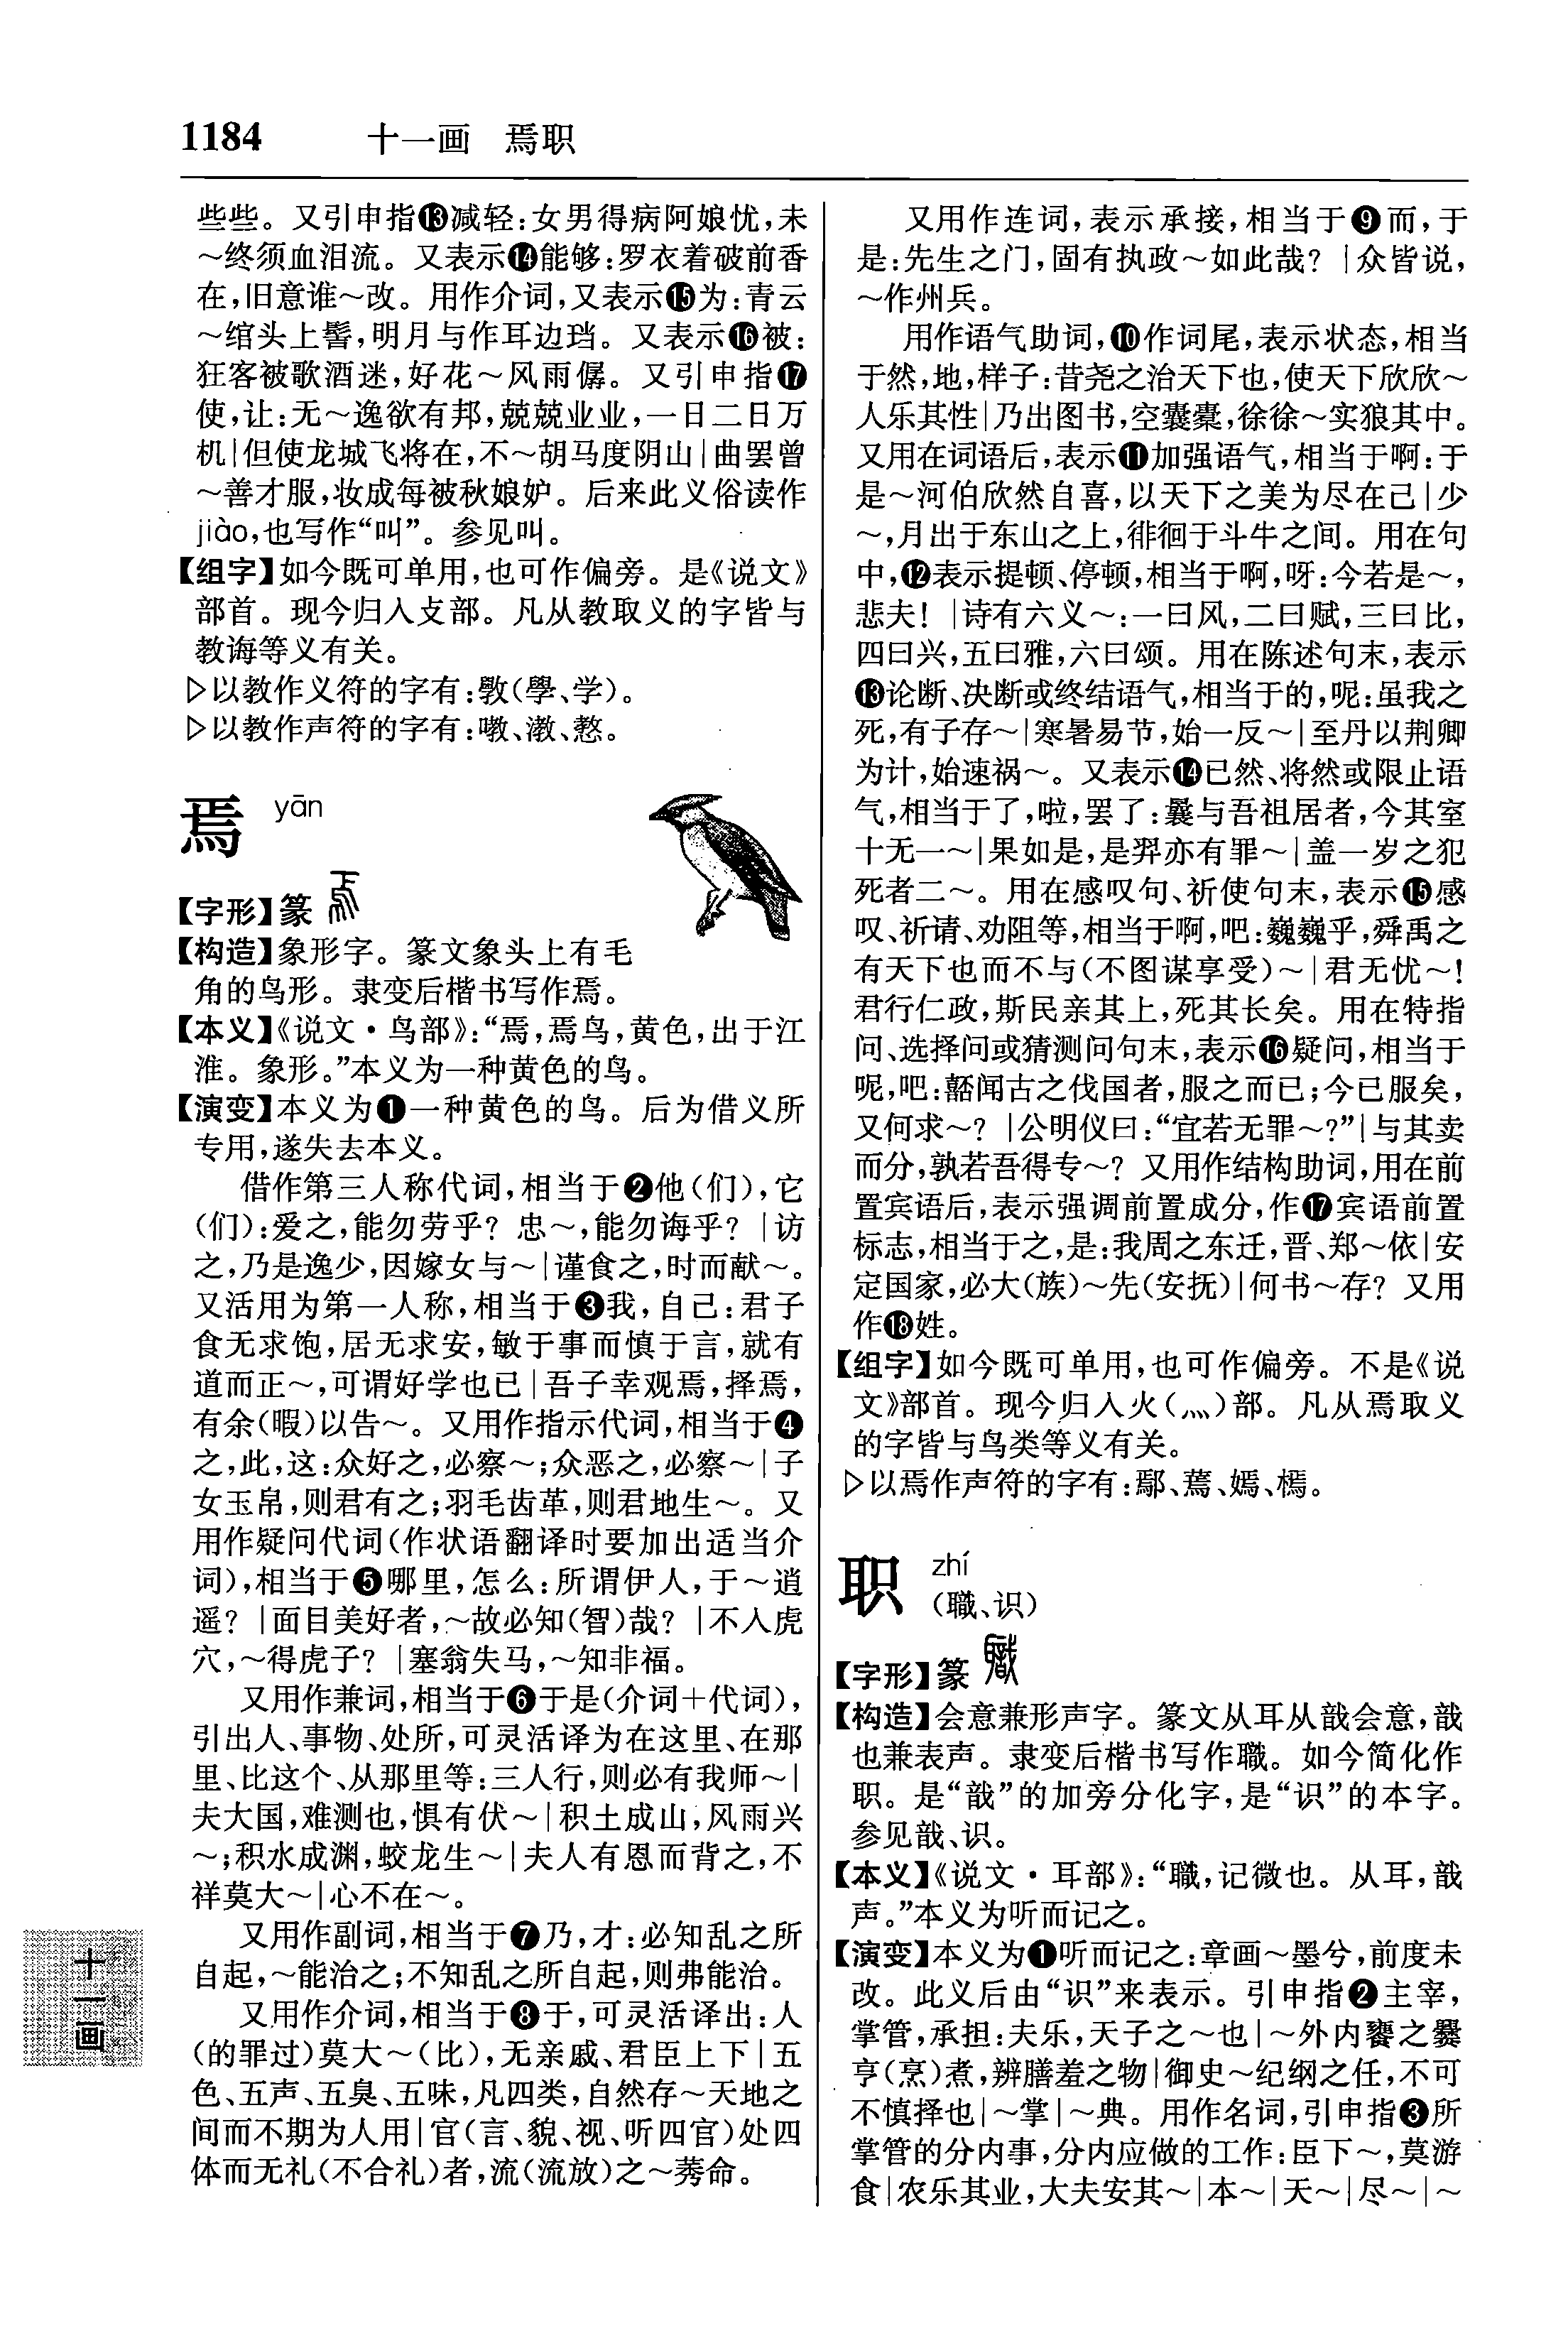 1184 十一画 焉职
些些。又引申指⓭减轻:女男得病阿娘忧,未
～终须血泪流。又表示⓮能够:罗衣着破前香
在,旧意谁～改。用作介词,又表示⓯为:青云
～绾头上髻,明月与作耳边珰。又表示⓰被:
狂客被歌酒迷,好花～风雨僝。又引申指⓱
使,让:无～逸欲有邦,兢兢业业,一日二日万
机|但使龙城飞将在,不～胡马度阴山|曲罢曾
～善才服,妆成每被秋娘妒。后来此义俗读作
jiào,也写作“叫”。参见叫。
【组字】如今既可单用,也可作偏旁。是《说文》
部首。现今归入攴部。凡从教取义的字皆与
教诲等义有关。
▷以教作义符的字有:斆(學、学)。
▷以教作声符的字有:嘋、漖、憗。
焉 yān
【字形】篆
【构造】象形字。篆文象头上有毛
角的鸟形。隶变后楷书写作焉。
【本义】《说文·鸟部》:“焉,焉鸟,黄色,出于江
淮。象形。”本义为一种黄色的鸟。
【演变】本义为❶一种黄色的鸟。后为借义所
专用,遂失去本义。
借作第三人称代词,相当于❷他(们),它
(们):爱之,能勿劳乎? 忠～,能勿诲乎? |访
之,乃是逸少,因嫁女与～|谨食之,时而献～。
又活用为第一人称,相当于❸我,自己:君子
食无求饱,居无求安,敏于事而慎于言,就有
道而正～,可谓好学也已|吾子幸观焉,择焉,
有余(暇)以告～。又用作指示代词,相当于❹
之,此,这:众好之,必察～;众恶之,必察～|子
女玉帛,则君有之;羽毛齿革,则君地生～。又
用作疑问代词(作状语翻译时要加出适当介
词),相当于❺哪里,怎么:所谓伊人,于～逍
遥? |面目美好者,～故必知(智)哉? |不入虎
穴,～得虎子? |塞翁失马,～知非福。
又用作兼词,相当于❻于是(介词+代词),
引出人、事物、处所,可灵活译为在这里、在那
里、比这个、从那里等:三人行,则必有我师～|
夫大国,难测也,惧有伏～|积土成山,风雨兴
～;积水成渊,蛟龙生～|夫人有恩而背之,不
祥莫大～|心不在～。
又用作副词,相当于❼乃,才:必知乱之所
自起,～能治之;不知乱之所自起,则弗能治。
又用作介词,相当于❽于,可灵活译出:人
(的罪过)莫大～(比),无亲戚、君臣上下|五
色、五声、五臭、五味,凡四类,自然存～天地之
间而不期为人用|官(言、貌、视、听四官)处四
体而无礼(不合礼)者,流(流放)之～莠命。
十一画
又用作连词,表示承接,相当于❾而,于
是:先生之门,固有执政～如此哉? |众皆说,
～作州兵。
用作语气助词,❿作词尾,表示状态,相当
于然,地,样子:昔尧之治天下也,使天下欣欣～
人乐其性|乃出图书,空囊橐,徐徐～实狼其中。
又用在词语后,表示⓫加强语气,相当于啊:于
是～河伯欣然自喜,以天下之美为尽在己|少
～,月出于东山之上,徘徊于斗牛之间。用在句
中,⓬表示提顿、停顿,相当于啊,呀:今若是～,
悲夫! |诗有六义～:一曰风,二曰赋,三曰比,
四曰兴,五曰雅,六曰颂。用在陈述句末,表示
⓭论断、决断或终结语气,相当于的,呢:虽我之
死,有子存～|寒暑易节,始一反～|至丹以荆卿
为计,始速祸～。又表示⓮已然、将然或限止语
气,相当于了,啦,罢了:曩与吾祖居者,今其室
十无一～|果如是,是羿亦有罪～|盖一岁之犯
死者二～。用在感叹句、祈使句末,表示⓯感
叹、祈请、劝阻等,相当于啊,吧:巍巍乎,舜禹之
有天下也而不与(不图谋享受)～|君无忧～!
君行仁政,斯民亲其上,死其长矣。用在特指
问、选择问或猜测问句末,表示⓰疑问,相当于
呢,吧:嚭闻古之伐国者,服之而已;今已服矣,
又何求～? |公明仪曰:“宜若无罪～?”|与其卖
而分,孰若吾得专～? 又用作结构助词,用在前
置宾语后,表示强调前置成分,作⓱宾语前置
标志,相当于之,是:我周之东迁,晋、郑～依|安
定国家,必大(族)～先(安抚)|何书～存? 又用
作⓲姓。
【组字】如今既可单用,也可作偏旁。不是《说
文》部首。现今归入火(灬)部。凡从焉取义
的字皆与鸟类等义有关。
▷以焉作声符的字有:鄢、蔫、嫣、樢。
职 zhí
(職、识)
【字形】篆
【构造】会意兼形声字。篆文从耳从戠会意,戠
也兼表声。隶变后楷书写作職。如今简化作
职。是“戠”的加旁分化字,是“识”的本字。
参见戠、识。
【本义】《说文·耳部》:“職,记微也。从耳,戠
声。”本义为听而记之。
【演变】本义为❶听而记之:章画～墨兮,前度未
改。此义后由“识”来表示。引申指❷主宰,
掌管,承担:夫乐,天子之～也|～外内饔之爨
亨(烹)煮,辨膳羞之物|御史～纪纲之任,不可
不慎择也|～掌|～典。用作名词,引申指❸所
掌管的分内事,分内应做的工作:臣下～,莫游
食|农乐其业,大夫安其～|本～|天～|尽～|～